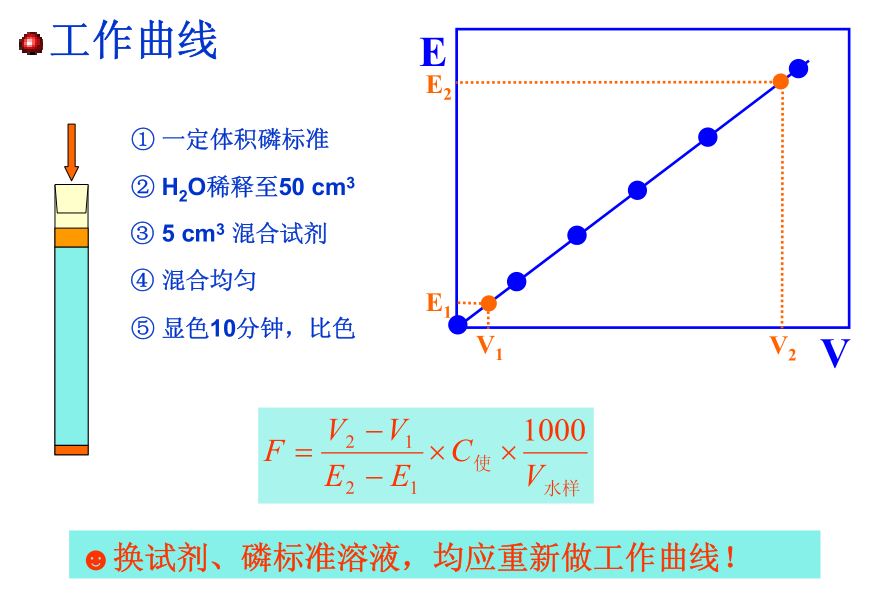 工作曲线
① 一定体积磷标准
② H₂O稀释至50 cm³
③ 5 cm³ 混合试剂
④ 混合均匀
⑤ 显色10分钟，比色
E
E₂
E₁
V₁
V₂
V
F = (V₂ − V₁)/(E₂ − E₁) × C使 × 1000/V水样
☻换试剂、磷标准溶液，均应重新做工作曲线！